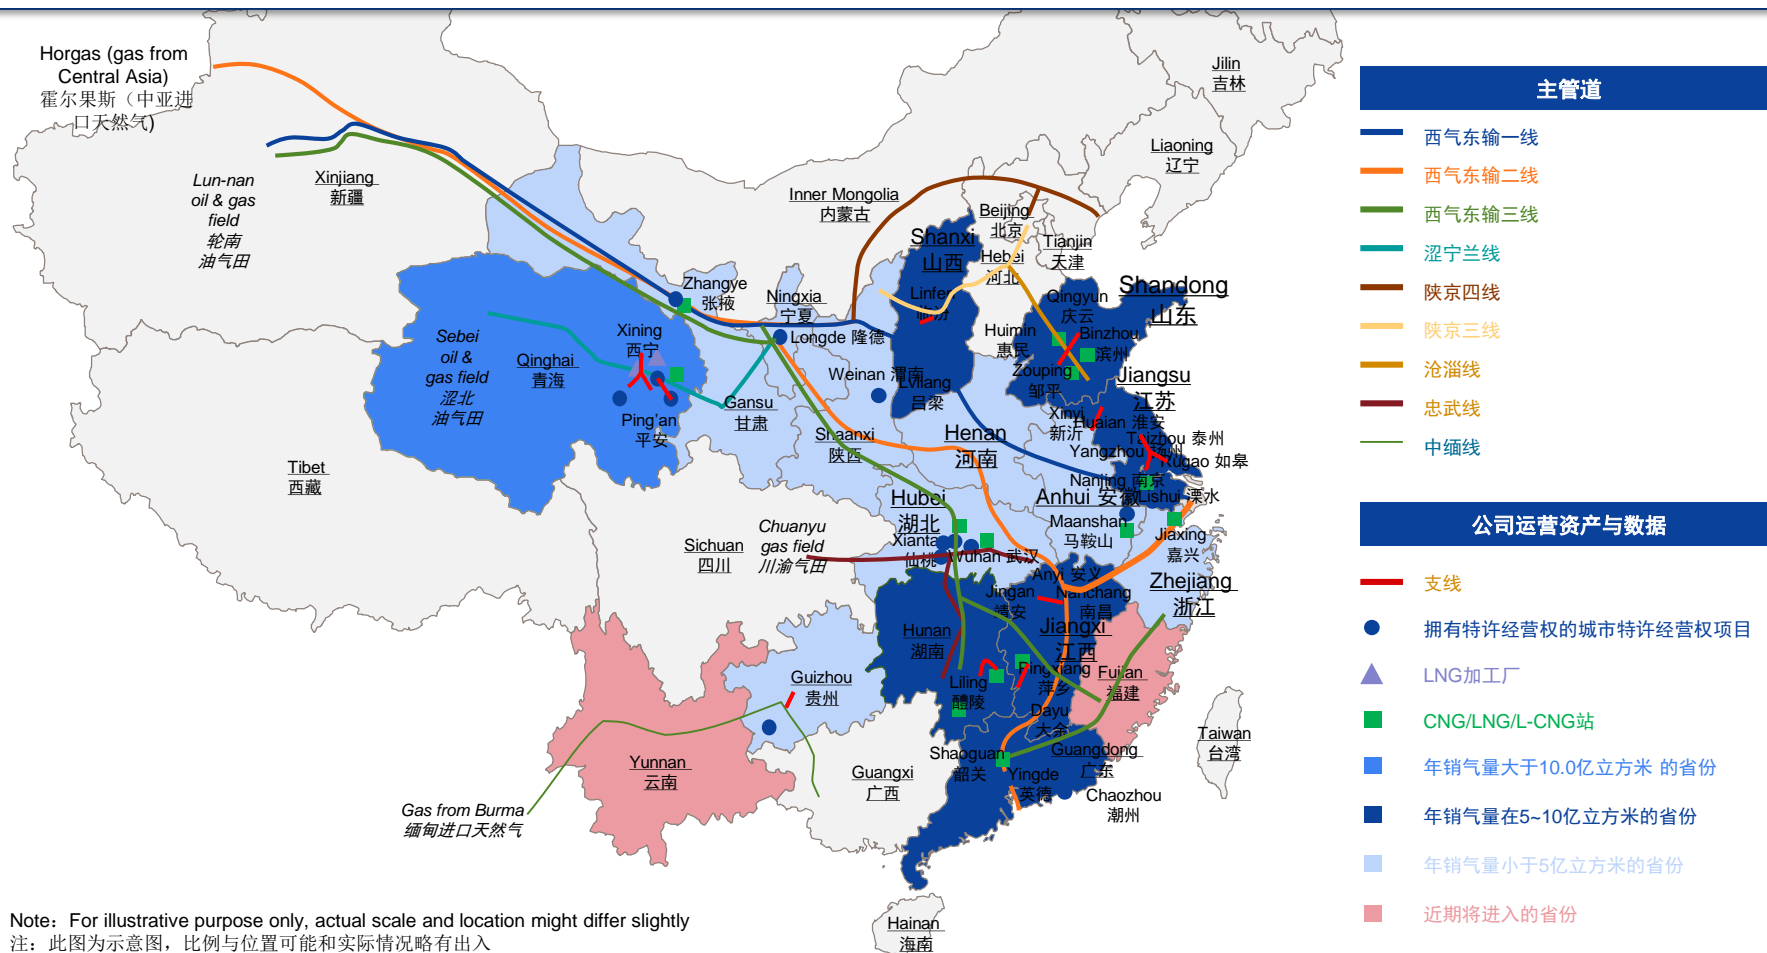 Horgas (gas from
Central Asia)
霍尔果斯（中亚进
口天然气)
Lun-nan
oil & gas
field
轮南
油气田
Xinjiang
新疆
Inner Mongolia
内蒙古
Jilin
吉林
Liaoning
辽宁
Beijing
北京
Tianjin
天津
Hebei
河北
Shanxi
山西
Linfen
临汾
Lvliang
吕梁
Shandong
山东
Qingyun
庆云
Binzhou
滨州
Huimin
惠民
Zouping
邹平
Zhangye
张掖
Ningxia
宁夏
Longde 隆德
Weinan 渭南
Xining
西宁
Sebei
oil &
gas field
涩北
油气田
Qinghai
青海
Ping'an
平安
Gansu
甘肃
Shaanxi
陕西
Henan
河南
Jiangsu
江苏
Xinyi
新沂
Huaian 淮安
Taizhou 泰州
Yangzhou 扬州
Rugao 如皋
Nanjing 南京
Lishui 溧水
Anhui 安徽
Maanshan
马鞍山
Jiaxing
嘉兴
Zhejiang
浙江
Tibet
西藏
Sichuan
四川
Chuanyu
gas field
川渝气田
Hubei
湖北
Xiantao
仙桃
Wuhan 武汉
Anyi 安义
Jingan
靖安
Nanchang
南昌
Jiangxi
江西
Hunan
湖南
Liling
醴陵
Pingxiang
萍乡
Fujian
福建
Dayu
大余
Guizhou
贵州
Yunnan
云南
Guangxi
广西
Shaoguan
韶关
Guangdong
广东
Yingde
英德
Chaozhou
潮州
Taiwan
台湾
Hainan
海南
Gas from Burma
缅甸进口天然气
主管道
西气东输一线
西气东输二线
西气东输三线
涩宁兰线
陕京四线
陕京三线
沧淄线
忠武线
中缅线
公司运营资产与数据
支线
拥有特许经营权的城市特许经营权项目
LNG加工厂
CNG/LNG/L-CNG站
年销气量大于10.0亿立方米 的省份
年销气量在5~10亿立方米的省份
年销气量小于5亿立方米的省份
近期将进入的省份
Note：For illustrative purpose only, actual scale and location might differ slightly
注：此图为示意图，比例与位置可能和实际情况略有出入